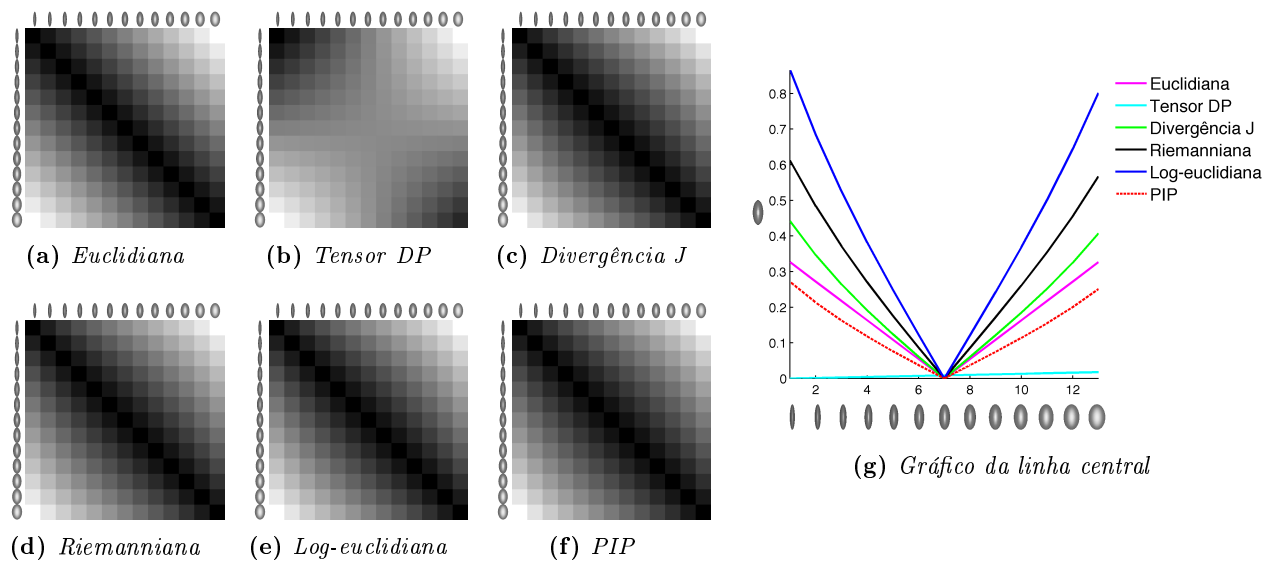 (a) Euclidiana
(b) Tensor DP
(c) Divergência J
(d) Riemanniana
(e) Log-euclidiana
(f) PIP
0.8
0.7
0.6
0.5
0.4
0.3
0.2
0.1
0
2 4 6 8 10 12
Euclidiana
Tensor DP
Divergência J
Riemanniana
Log-euclidiana
PIP
(g) Gráfico da linha central